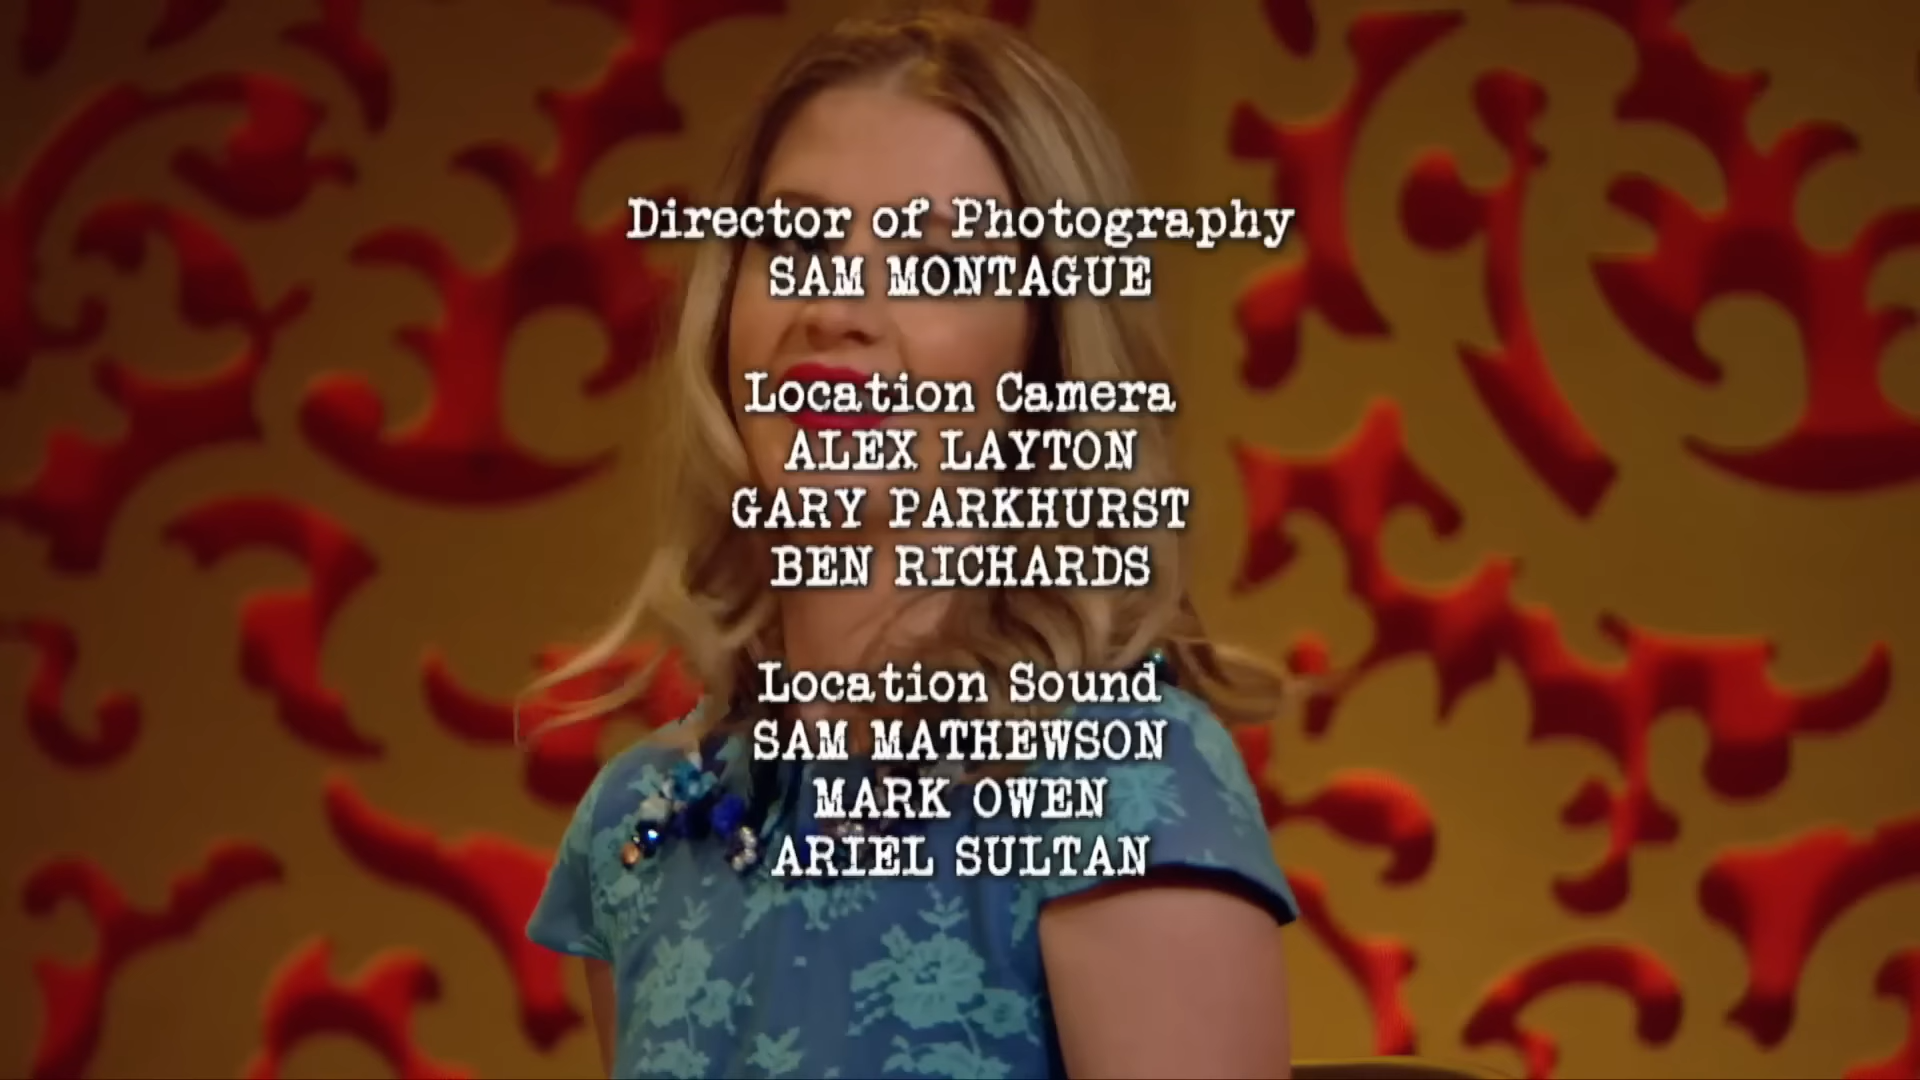 Director of Photography
SAM MONTAGUE
Location Camera
ALEX LAYTON
GARY PARKHURST
BEN RICHARDS
Location Sound
SAM MATHEWSON
MARK OWEN
ARIEL SULTAN